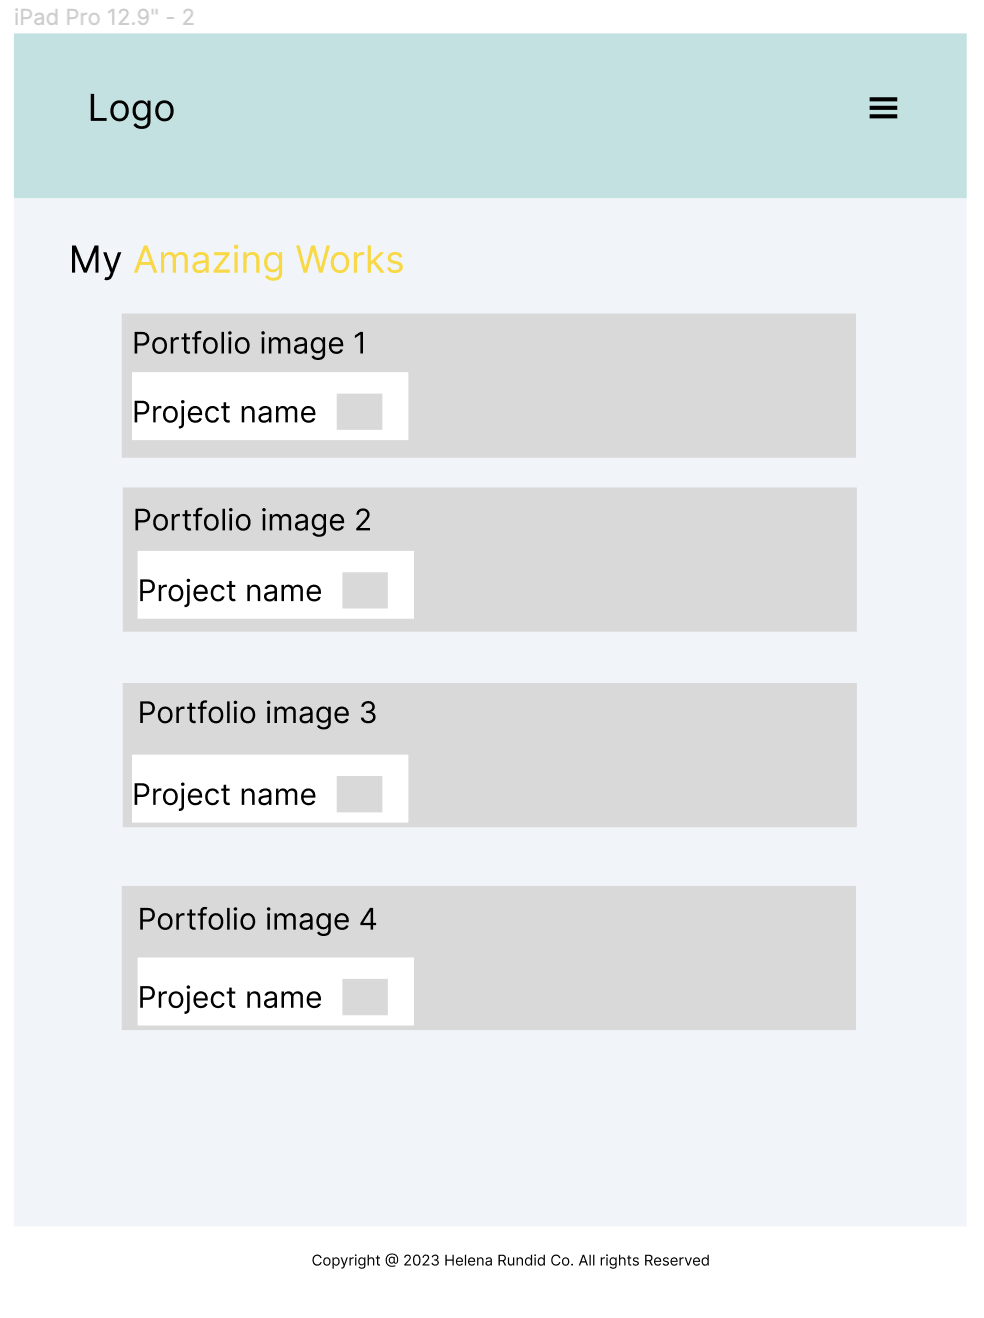 iPad Pro 12.9" - 2
Logo
My Amazing Works
Portfolio image 1
Project name
Portfolio image 2
Project name
Portfolio image 3
Project name
Portfolio image 4
Project name
Copyright @ 2023 Helena Rundid Co. All rights Reserved